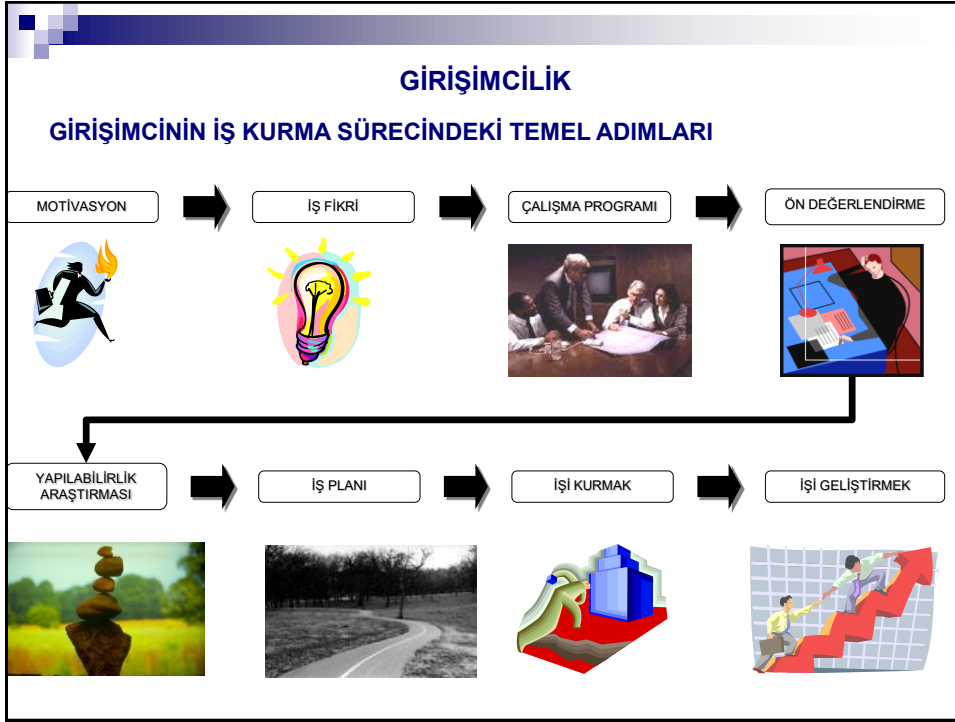 GİRİŞİMCİLİK
GİRİŞİMCİNİN İŞ KURMA SÜRECİNDEKİ TEMEL ADIMLARI
MOTİVASYON
İŞ FİKRİ
ÇALIŞMA PROGRAMI
ÖN DEĞERLENDİRME
YAPILABİLİRLİK
ARAŞTIRMASI
İŞ PLANI
İŞİ KURMAK
İŞİ GELİŞTİRMEK